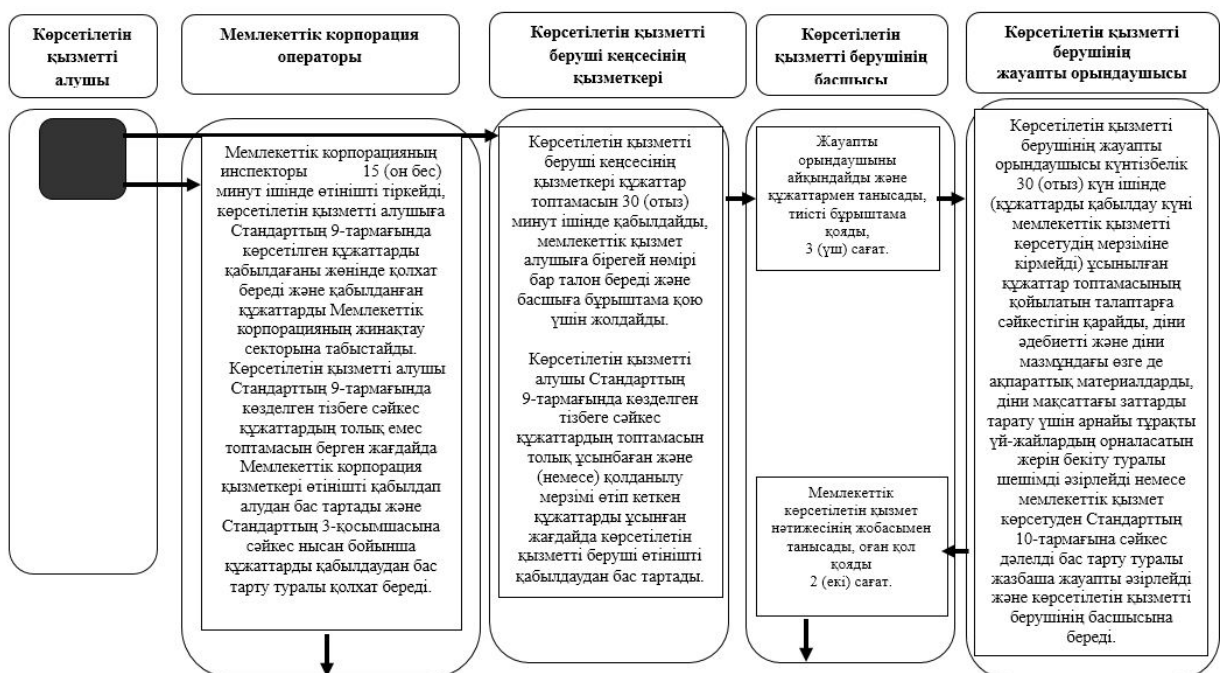 Көрсетілетін
қызметті
алушы
Мемлекеттік корпорация
операторы
Көрсетілетін қызметті
беруші кеңсесінің
қызметкері
Көрсетілетін
қызметті берушінің
басшысы
Көрсетілетін қызметті
берушінің
жауапты орындаушысы
Мемлекеттік корпорацияның
инспекторы 15 (он бес)
минут ішінде өтінішті тіркейді,
көрсетілетін қызметті алушыға
Стандарттың 9-тармағында
көрсетілген құжаттарды
қабылдағаны жөнінде қолхат
береді және қабылданған
құжаттарды Мемлекеттік
корпорацияның жинақтау
секторына табыстайды.
Көрсетілетін қызметті алушы
Стандарттың 9-тармағында
көзделген тізбеге сәйкес
құжаттардың толық емес
топтамасын берген жағдайда
Мемлекеттік корпорация
қызметкері өтінішті қабылдап
алудан бас тартады және
Стандарттың 3-қосымшасына
сәйкес нысан бойынша
құжаттарды қабылдаудан бас
тарту туралы қолхат береді.
Көрсетілетін қызметті
беруші кеңсесінің
қызметкері құжаттар
топтамасын 30 (отыз)
минут ішінде қабылдайды,
мемлекеттік қызмет
алушыға бірегей нөмірі
бар талон береді және
басшыға бұрыштама қою
үшін жолдайды.
Көрсетілетін қызметті
алушы Стандарттың
9-тармағында көзделген
тізбеге сәйкес
құжаттардың топтамасын
толық ұсынбаған және
(немесе) қолданылу
мерзімі өтіп кеткен
құжаттарды ұсынған
жағдайда көрсетілетін
қызметті беруші өтінішті
қабылдаудан бас тартады.
Жауапты
орындаушыны
айқындайды және
құжаттармен танысады,
тиісті бұрыштама
қояды,
3 (үш) сағат.
Мемлекеттік
көрсетілетін қызмет
нәтижесінің жобасымен
танысады, оған қол
қояды
2 (екі) сағат.
Көрсетілетін қызметті
берушінің жауапты
орындаушысы күнтізбелік
30 (отыз) күн ішінде
(құжаттарды қабылдау күні
мемлекеттік қызметті
көрсетудің мерзіміне
кірмейді) ұсынылған
құжаттар топтамасының
қойылатын талаптарға
сәйкестігін қарайды, діни
әдебиетті және діни
мазмұндағы өзге де
ақпараттық материалдарды,
діни мақсаттағы заттарды
тарату үшін арнайы тұрақты
үй-жайлардың орналасатын
жерін бекіту туралы
шешімді әзірлейді немесе
мемлекеттік қызмет
көрсетуден Стандарттың
10-тармағына сәйкес
дәлелді бас тарту туралы
жазбаша жауапты әзірлейді
және көрсетілетін қызметті
берушінің басшысына
береді.